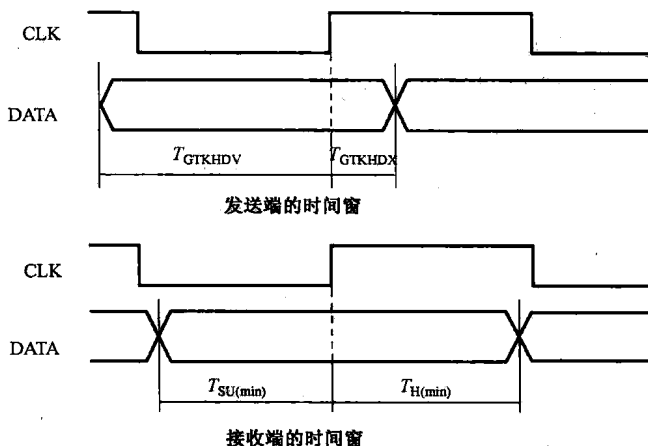 CLK
DATA
T_GTKHDV T_GTKHDX
发送端的时间窗
CLK
DATA
T_SU(min) T_H(min)
接收端的时间窗